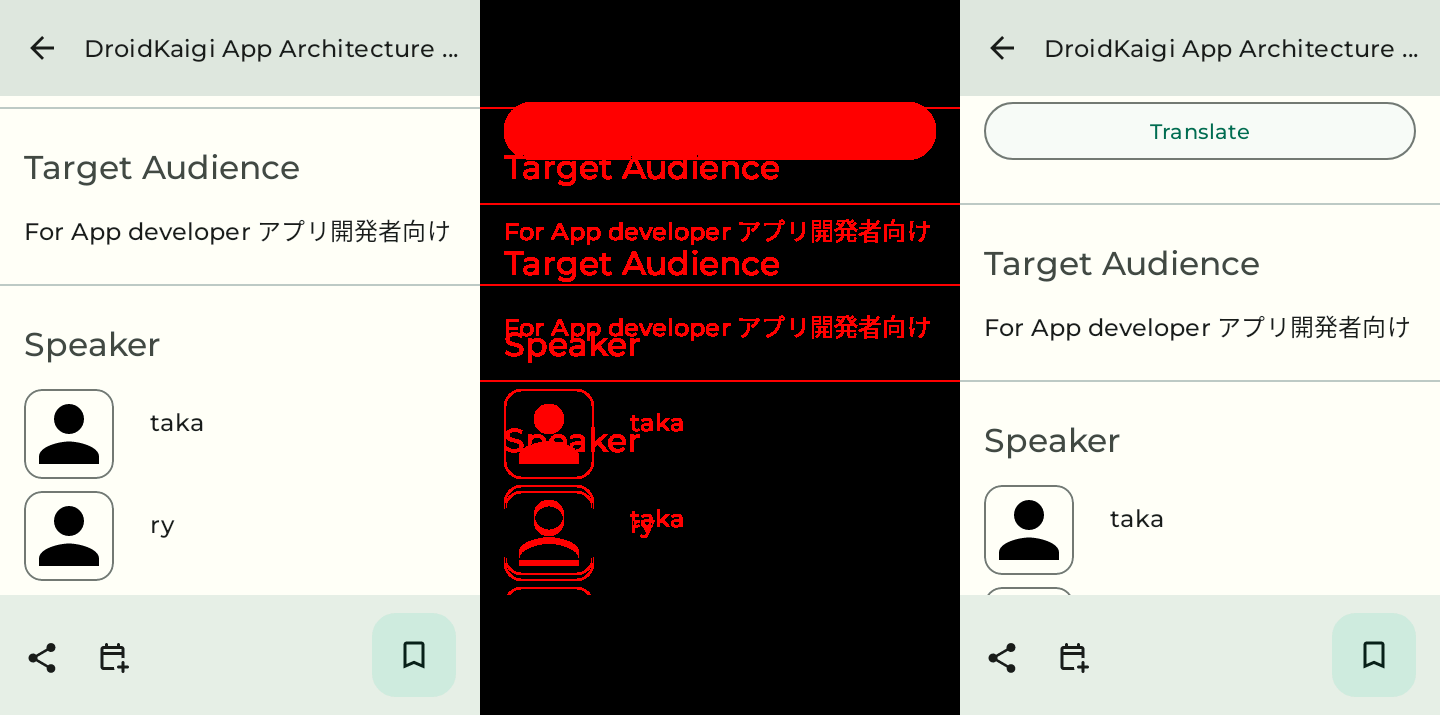 DroidKaigi App Architecture ...
Target Audience
For App developer アプリ開発者向け
Speaker
taka
ry
Target Audience
For App developer アプリ開発者向け
Target Audience
For App developer アプリ開発者向け
Speaker
taka
Speaker
taka
ry
DroidKaigi App Architecture ...
Translate
Target Audience
For App developer アプリ開発者向け
Speaker
taka